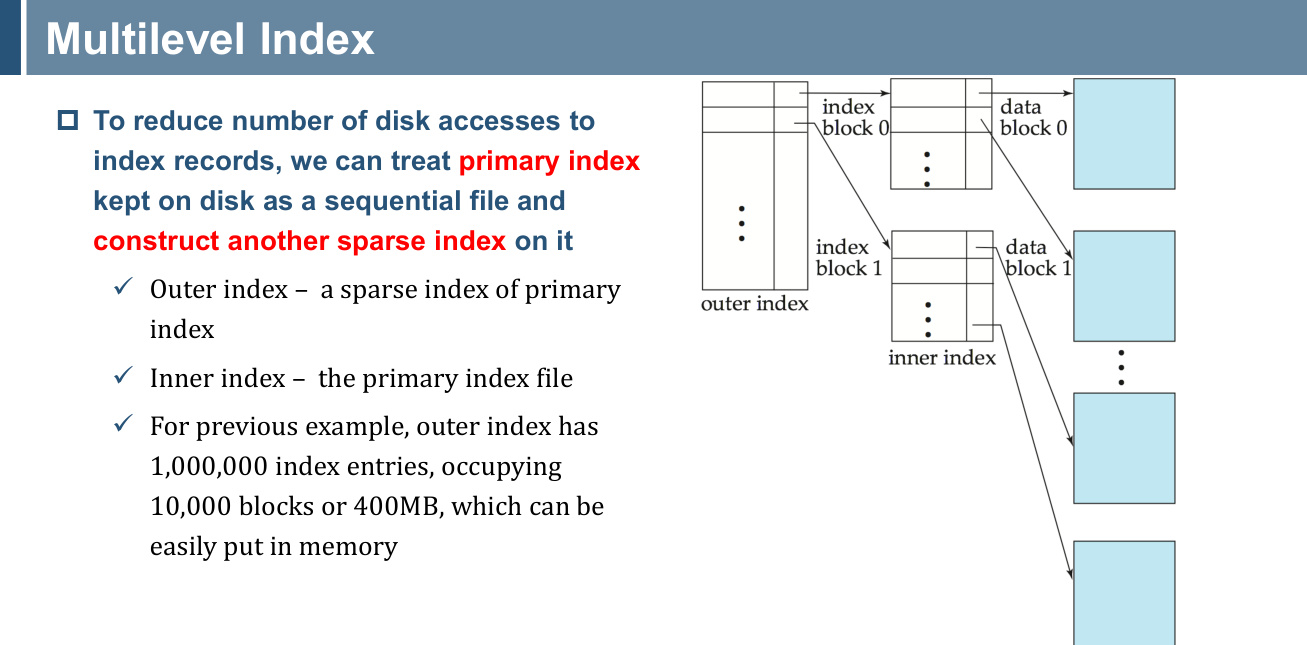 Multilevel Index
To reduce number of disk accesses to
index records, we can treat primary index
kept on disk as a sequential file and
construct another sparse index on it
Outer index – a sparse index of primary
index
Inner index – the primary index file
For previous example, outer index has
1,000,000 index entries, occupying
10,000 blocks or 400MB, which can be
easily put in memory
index
block 0
data
block 0
index
block 1
data
block 1
outer index
inner index